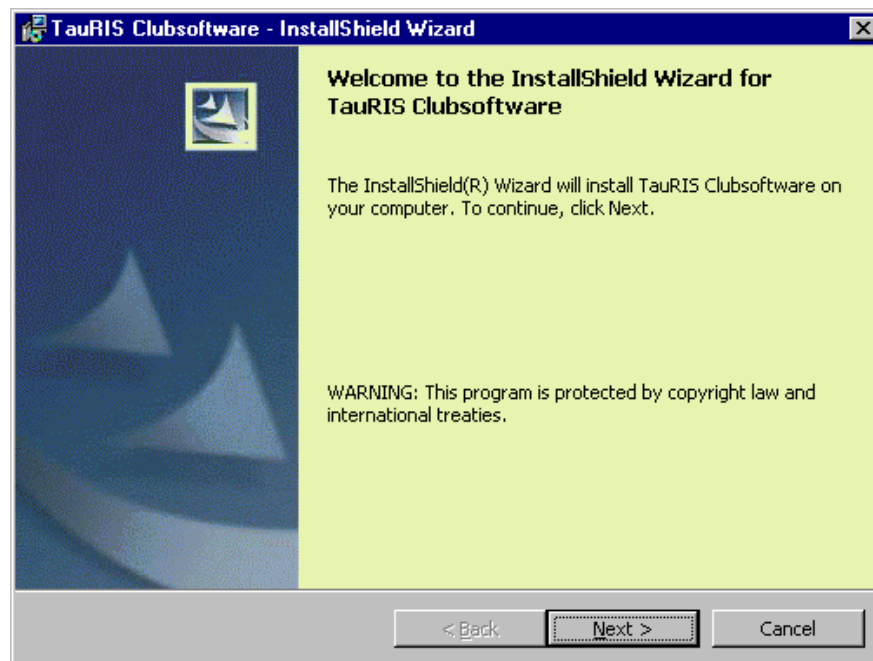 TauRIS Clubsoftware - InstallShield Wizard
Welcome to the InstallShield Wizard for
TauRIS Clubsoftware
The InstallShield(R) Wizard will install TauRIS Clubsoftware on
your computer. To continue, click Next.
WARNING: This program is protected by copyright law and
international treaties.
< Back
Next >
Cancel